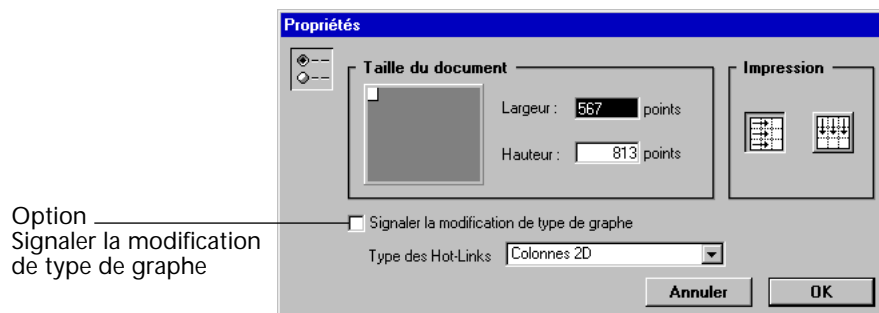 Propriétés
Taille du document
Largeur : 567 points
Hauteur : 813 points
Impression
Option
Signaler la modification
de type de graphe
Signaler la modification de type de graphe
Type des Hot-Links Colonnes 2D
Annuler OK